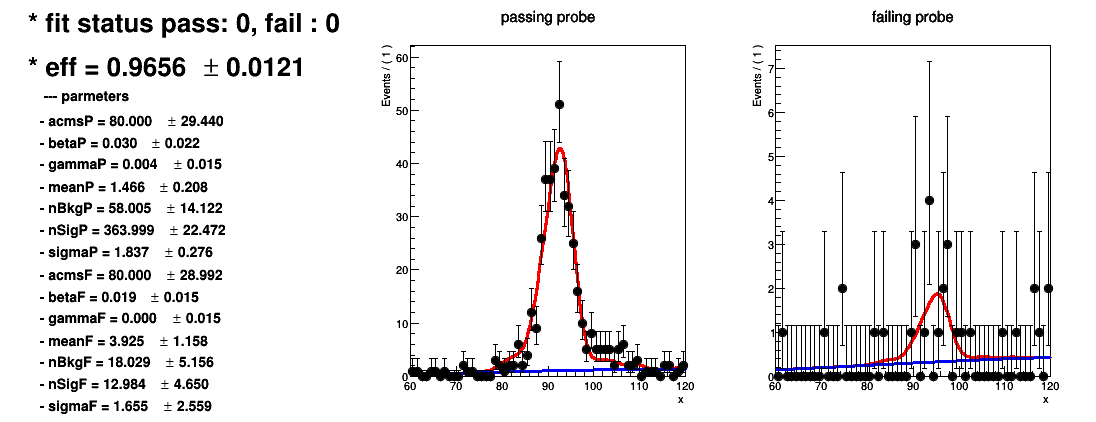 * fit status pass: 0, fail : 0
* eff = 0.9656 ± 0.0121
--- parmeters
- acmsP = 80.000 ± 29.440
- betaP = 0.030 ± 0.022
- gammaP = 0.004 ± 0.015
- meanP = 1.466 ± 0.208
- nBkgP = 58.005 ± 14.122
- nSigP = 363.999 ± 22.472
- sigmaP = 1.837 ± 0.276
- acmsF = 80.000 ± 28.992
- betaF = 0.019 ± 0.015
- gammaF = 0.000 ± 0.015
- meanF = 3.925 ± 1.158
- nBkgF = 18.029 ± 5.156
- nSigF = 12.984 ± 4.650
- sigmaF = 1.655 ± 2.559
passing probe
Events / ( 1 )
60
50
40
30
20
10
0
60 70 80 90 100 110 120
x
failing probe
Events / ( 1 )
7
6
5
4
3
2
1
0
60 70 80 90 100 110 120
x